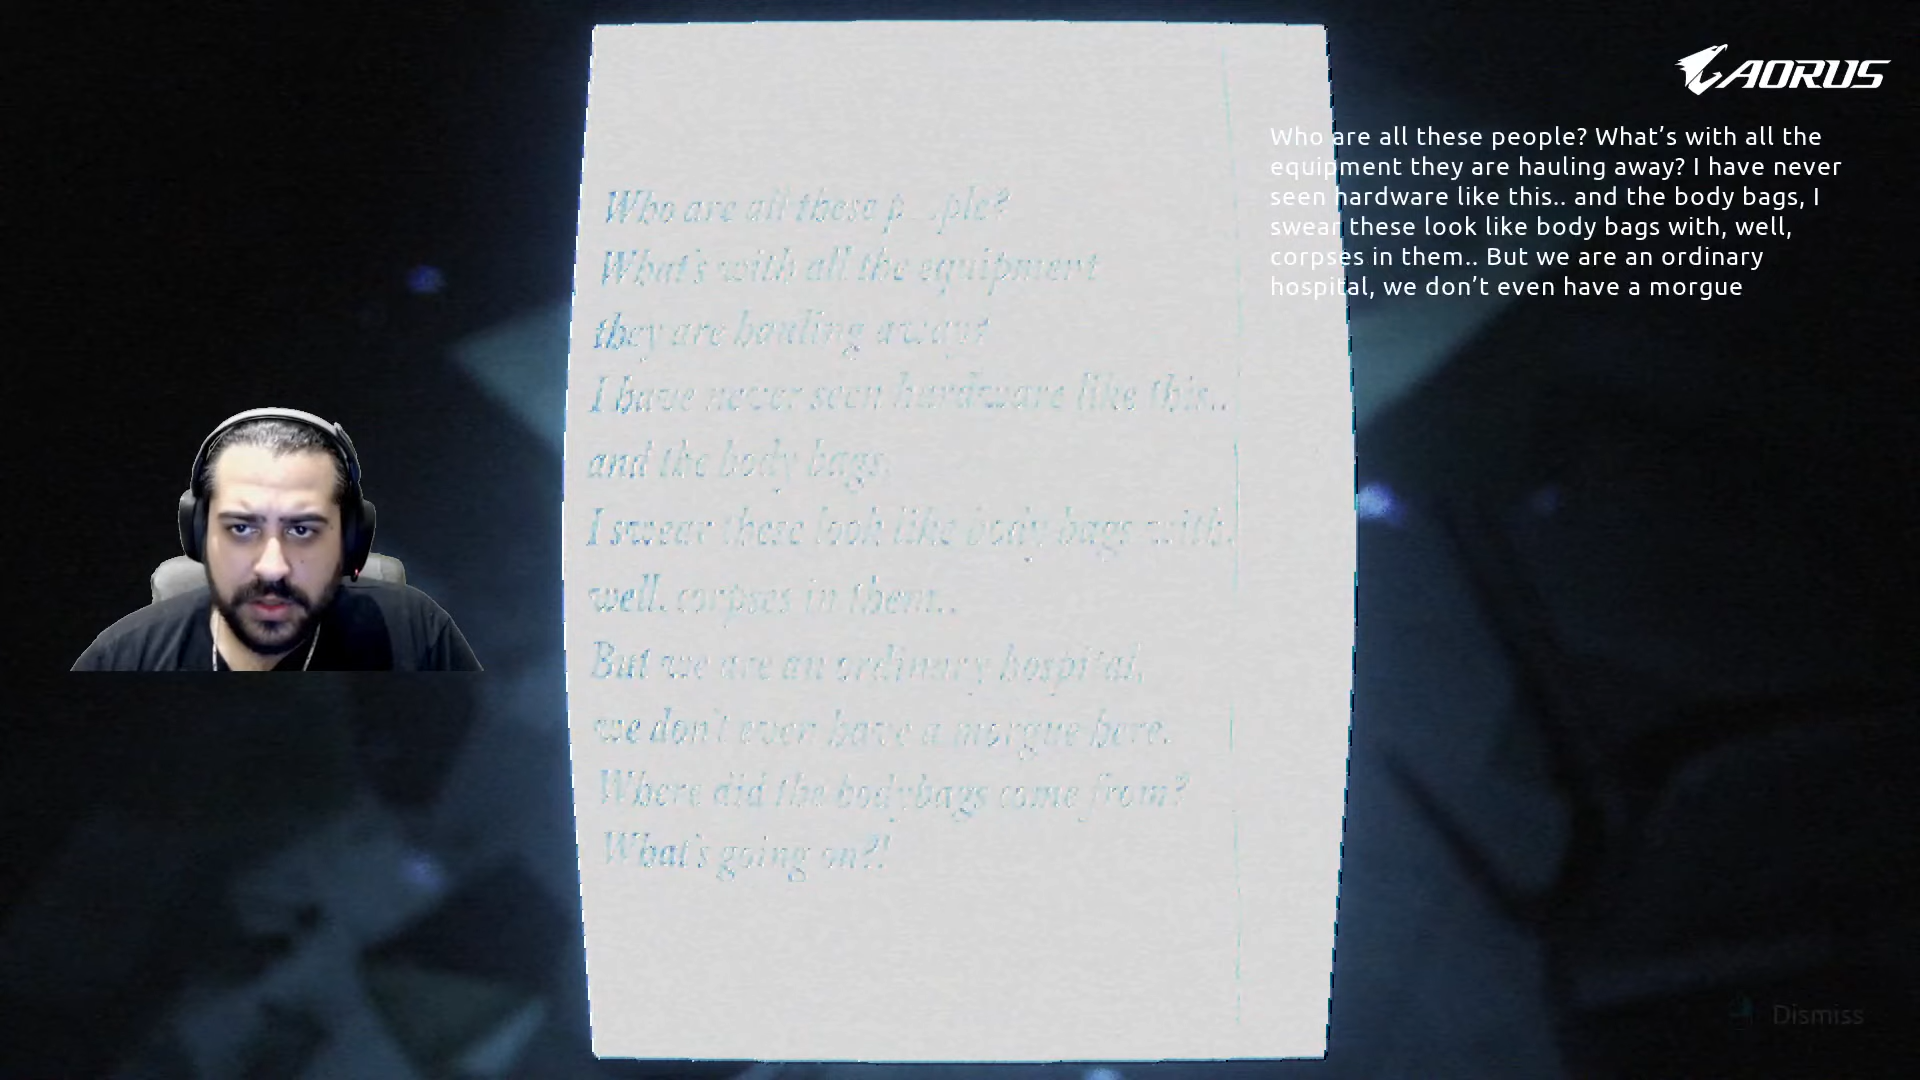 Who are all these p ple?
What's with all the equipment
they are hauling away?
I have never seen hardware like this..
and the body bags,
I swear these look like body bags with,
well, corpses in them..
But we are an ordinary hospital,
we don't even have a morgue here.
Where did the bodybags come from?
What's going on?!
AORUS
Who are all these people? What’s with all the
equipment they are hauling away? I have never
seen hardware like this.. and the body bags, I
swear these look like body bags with, well,
corpses in them.. But we are an ordinary
hospital, we don’t even have a morgue
Dismiss